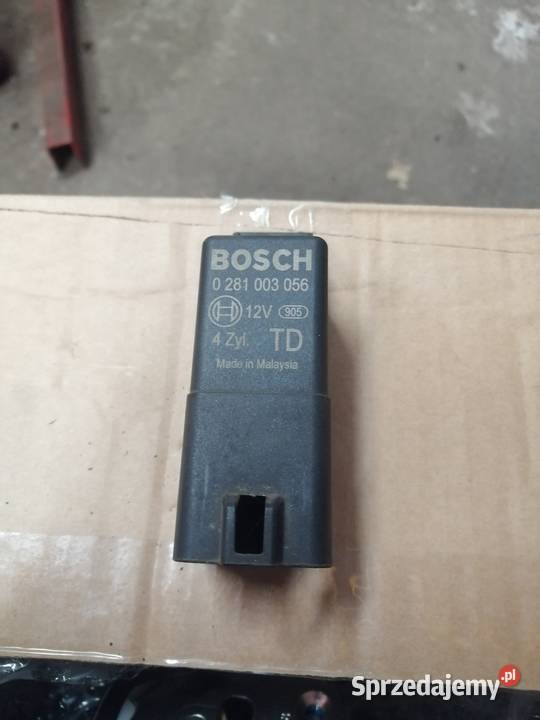 BOSCH
0 281 003 056
12V 905
4 Zyl. TD
Made in Malaysia
Sprzedajemy.pl